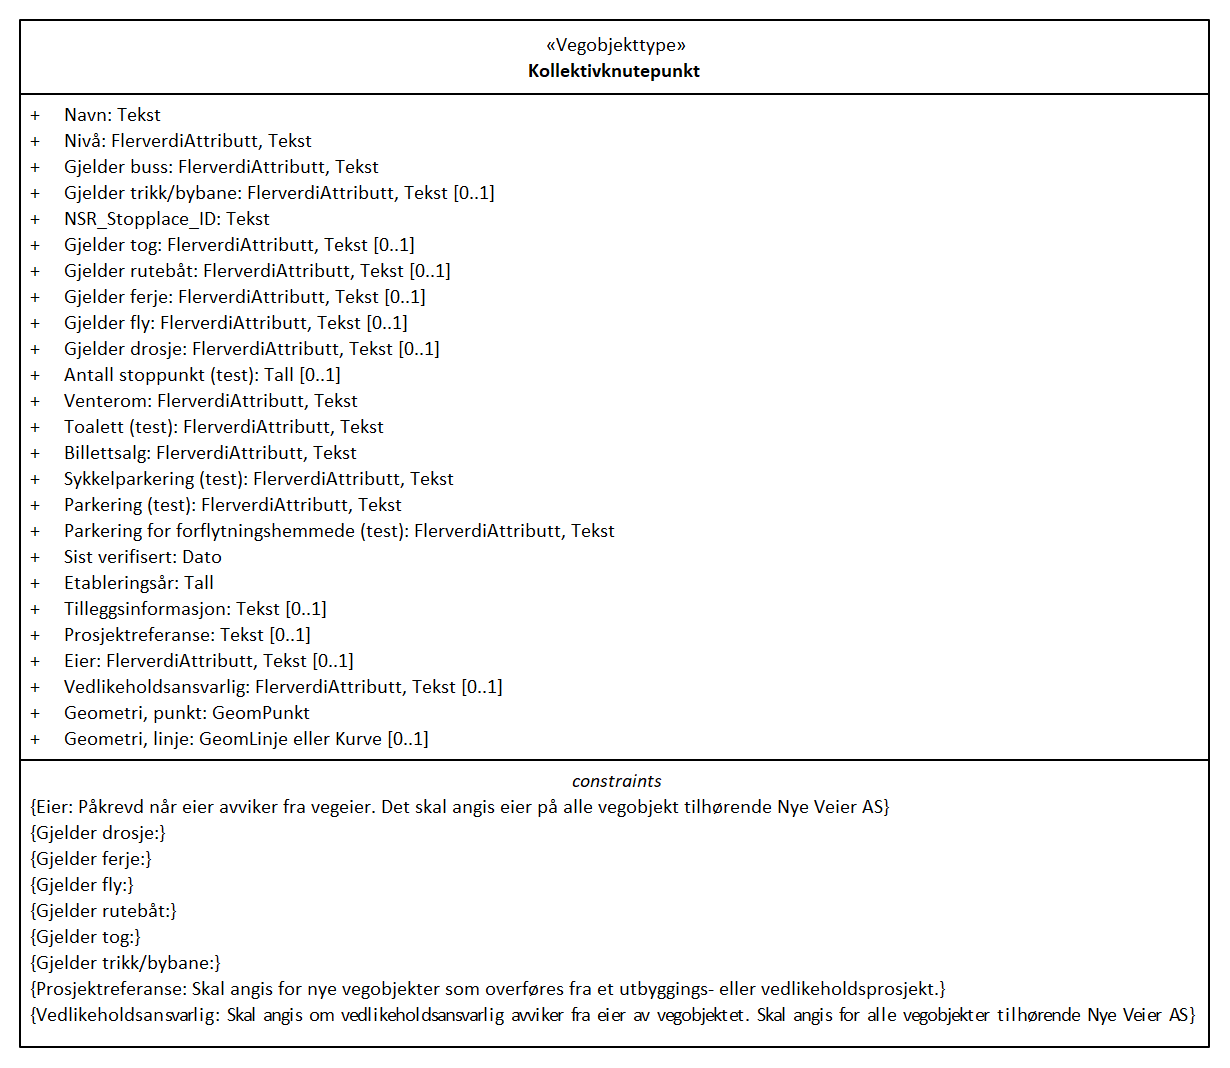 «Vegobjekttype»
Kollektivknutepunkt
+ Navn: Tekst
+ Nivå: FlerverdiAttributt, Tekst
+ Gjelder buss: FlerverdiAttributt, Tekst
+ Gjelder trikk/bybane: FlerverdiAttributt, Tekst [0..1]
+ NSR_Stopplace_ID: Tekst
+ Gjelder tog: FlerverdiAttributt, Tekst [0..1]
+ Gjelder rutebåt: FlerverdiAttributt, Tekst [0..1]
+ Gjelder ferje: FlerverdiAttributt, Tekst [0..1]
+ Gjelder fly: FlerverdiAttributt, Tekst [0..1]
+ Gjelder drosje: FlerverdiAttributt, Tekst [0..1]
+ Antall stoppunkt (test): Tall [0..1]
+ Venterom: FlerverdiAttributt, Tekst
+ Toalett (test): FlerverdiAttributt, Tekst
+ Billettsalg: FlerverdiAttributt, Tekst
+ Sykkelparkering (test): FlerverdiAttributt, Tekst
+ Parkering (test): FlerverdiAttributt, Tekst
+ Parkering for forflytningshemmede (test): FlerverdiAttributt, Tekst
+ Sist verifisert: Dato
+ Etableringsår: Tall
+ Tilleggsinformasjon: Tekst [0..1]
+ Prosjektreferanse: Tekst [0..1]
+ Eier: FlerverdiAttributt, Tekst [0..1]
+ Vedlikeholdsansvarlig: FlerverdiAttributt, Tekst [0..1]
+ Geometri, punkt: GeomPunkt
+ Geometri, linje: GeomLinje eller Kurve [0..1]
constraints
{Eier: Påkrevd når eier avviker fra vegeier. Det skal angis eier på alle vegobjekt tilhørende Nye Veier AS}
{Gjelder drosje:}
{Gjelder ferje:}
{Gjelder fly:}
{Gjelder rutebåt:}
{Gjelder tog:}
{Gjelder trikk/bybane:}
{Prosjektreferanse: Skal angis for nye vegobjekter som overføres fra et utbyggings- eller vedlikeholdsprosjekt.}
{Vedlikeholdsansvarlig: Skal angis om vedlikeholdsansvarlig avviker fra eier av vegobjektet. Skal angis for alle vegobjekter tilhørende Nye Veier AS}